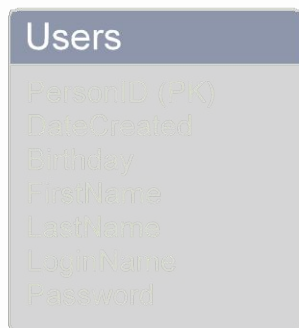 Users
PersonID (PK)
DateCreated
Birthday
FirstName
LastName
LoginName
Password